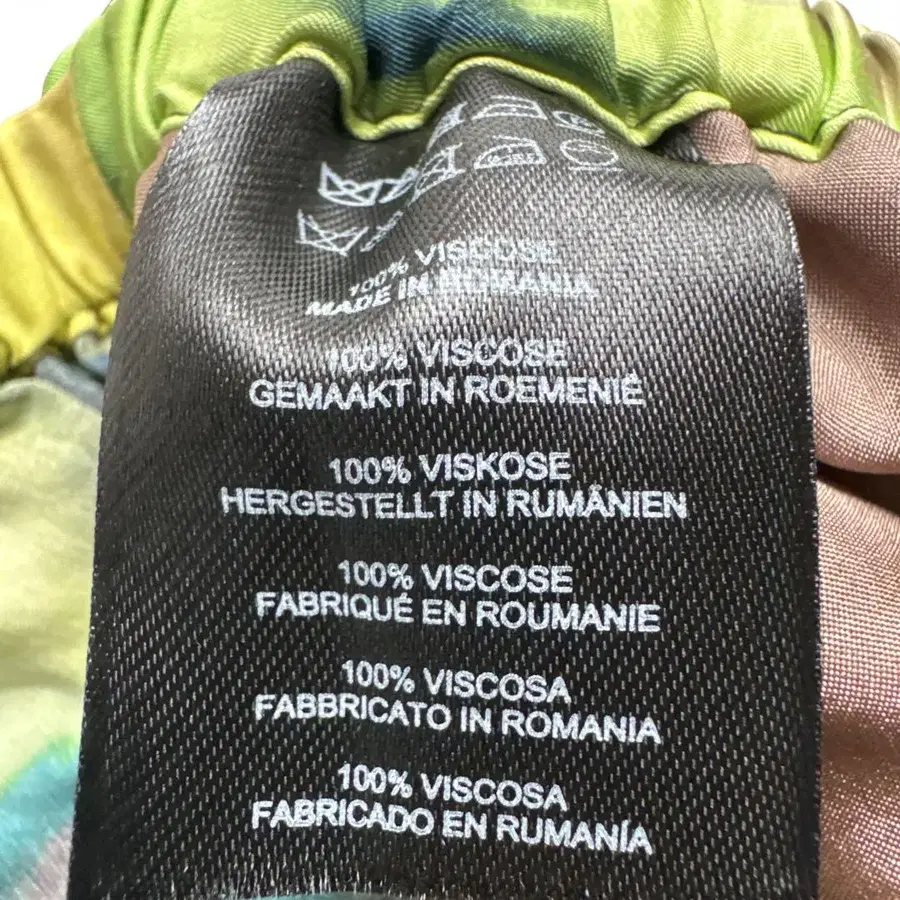 100% VISCOSE
MADE IN ROMANIA
100% VISCOSE
GEMAAKT IN ROEMENIË
100% VISKOSE
HERGESTELLT IN RUMÄNIEN
100% VISCOSE
FABRIQUÉ EN ROUMANIE
100% VISCOSA
FABBRICATO IN ROMANIA
100% VISCOSA
FABRICADO EN RUMANÍA